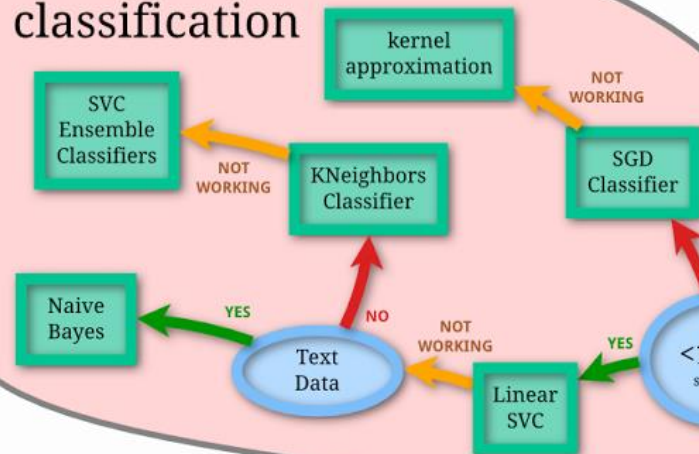 classification
kernel
approximation
NOT
WORKING
SVC
Ensemble
Classifiers
NOT
WORKING
KNeighbors
Classifier
SGD
Classifier
Naive
Bayes
YES
NO
Text
Data
NOT
WORKING
Linear
SVC
YES